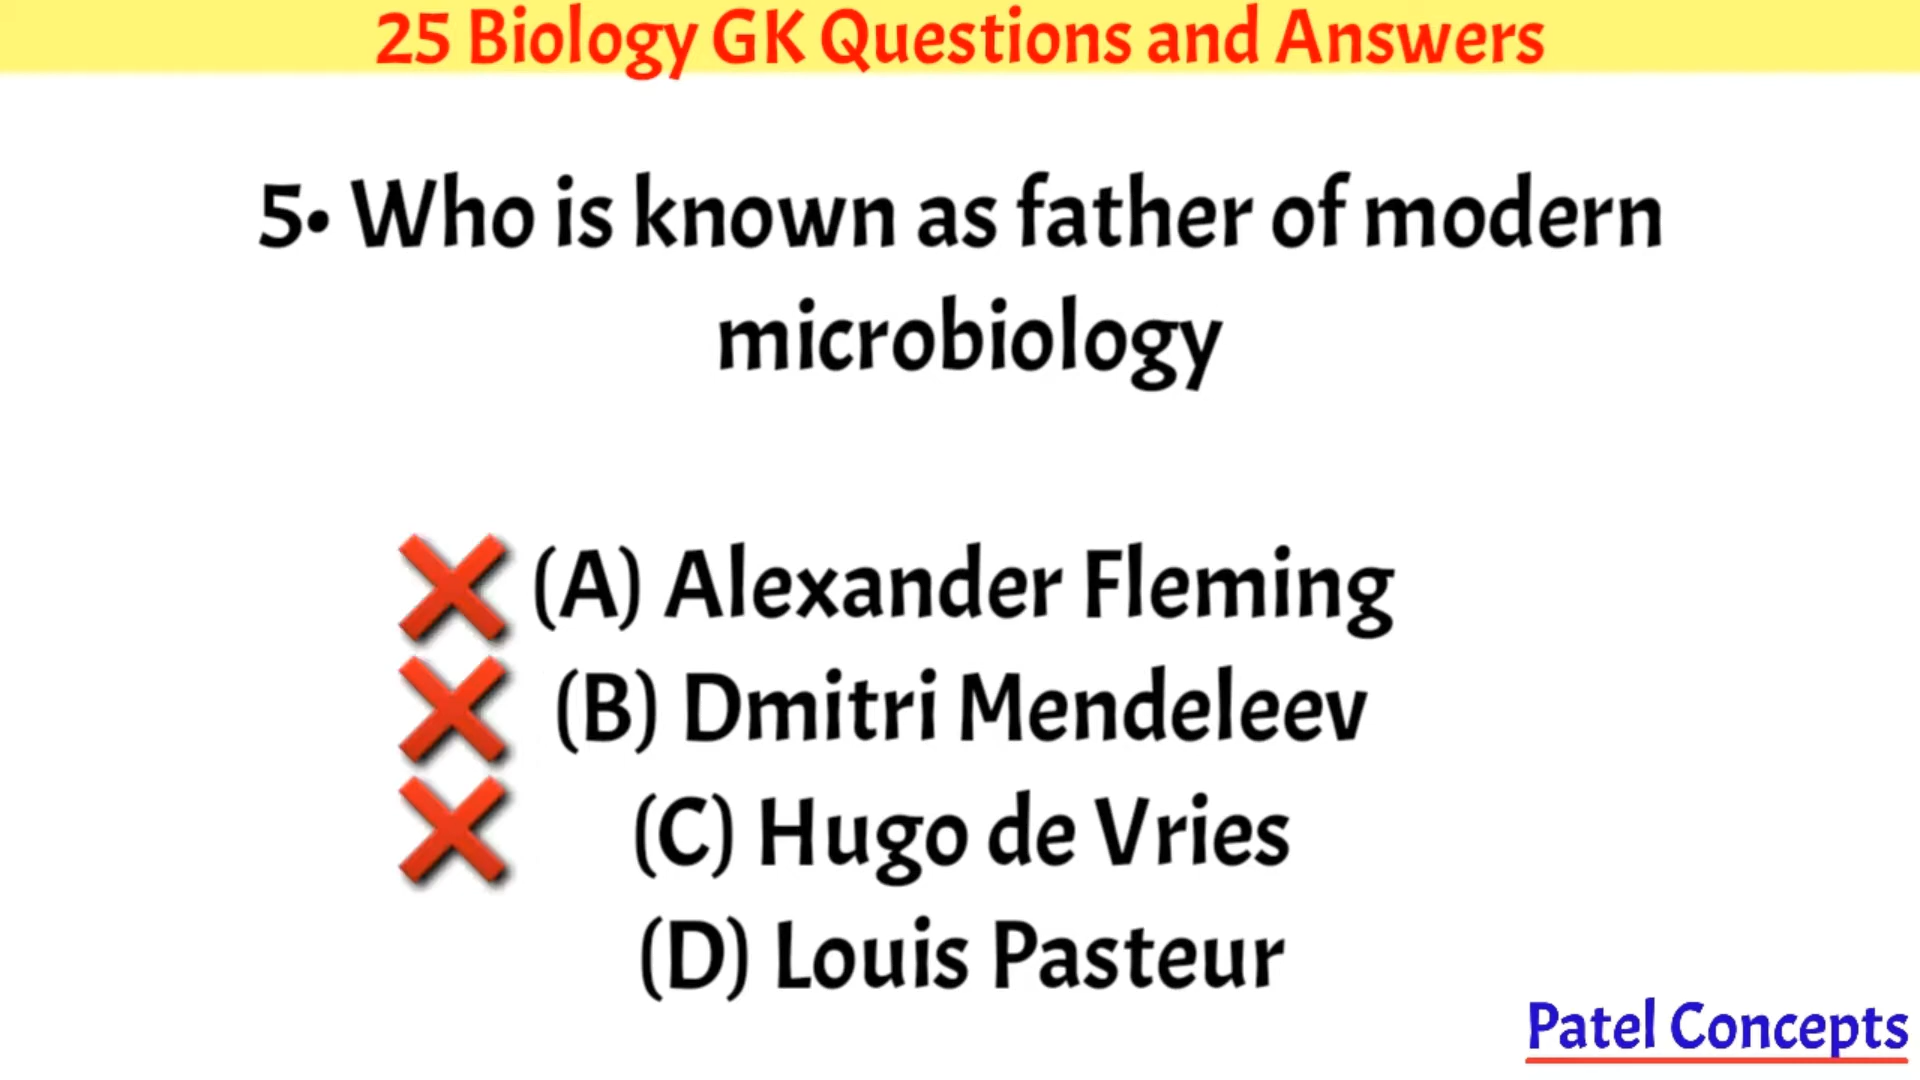 25 Biology GK Questions and Answers
5• Who is known as father of modern
microbiology
(A) Alexander Fleming
(B) Dmitri Mendeleev
(C) Hugo de Vries
(D) Louis Pasteur
Patel Concepts